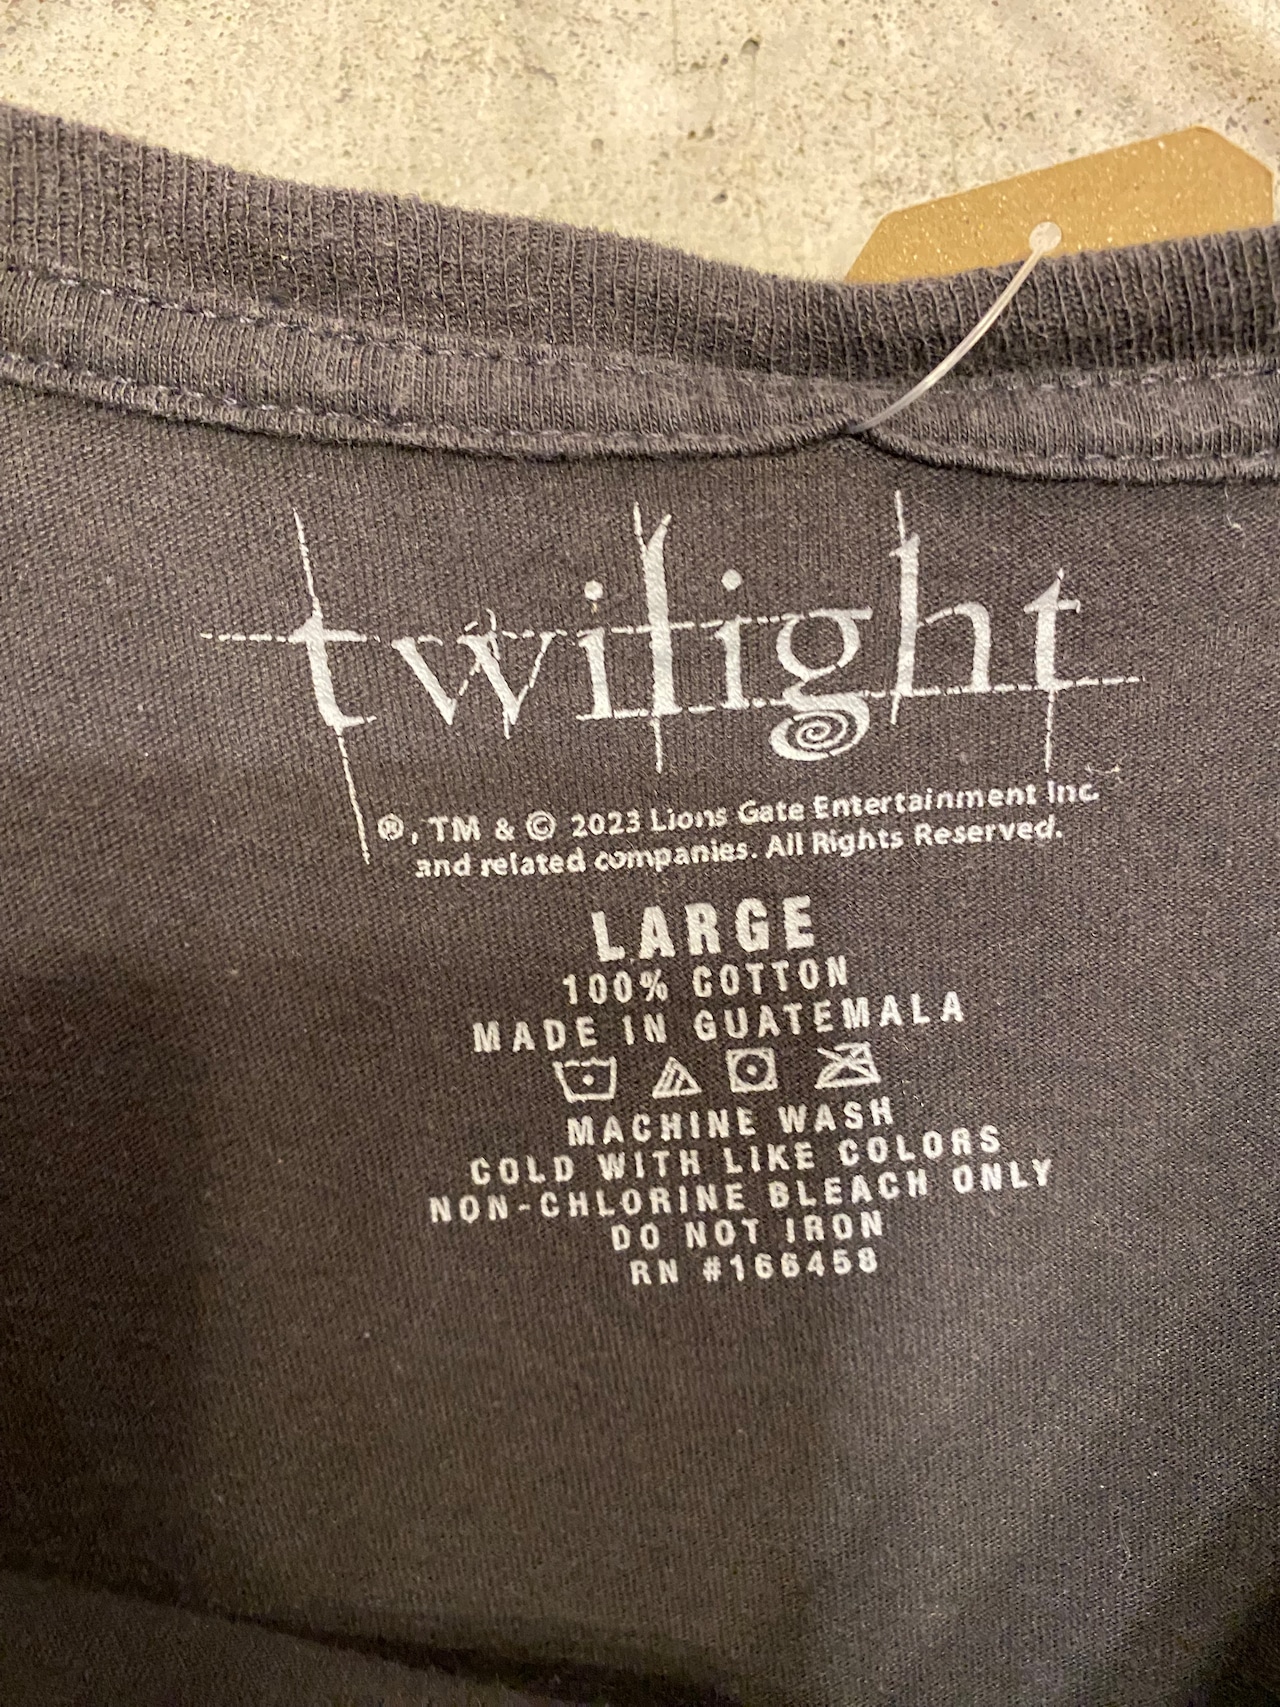 twilight
®, TM & © 2023 Lions Gate Entertainment Inc.
and related companies. All Rights Reserved.
LARGE
100% COTTON
MADE IN GUATEMALA
MACHINE WASH
COLD WITH LIKE COLORS
NON-CHLORINE BLEACH ONLY
DO NOT IRON
RN #166458